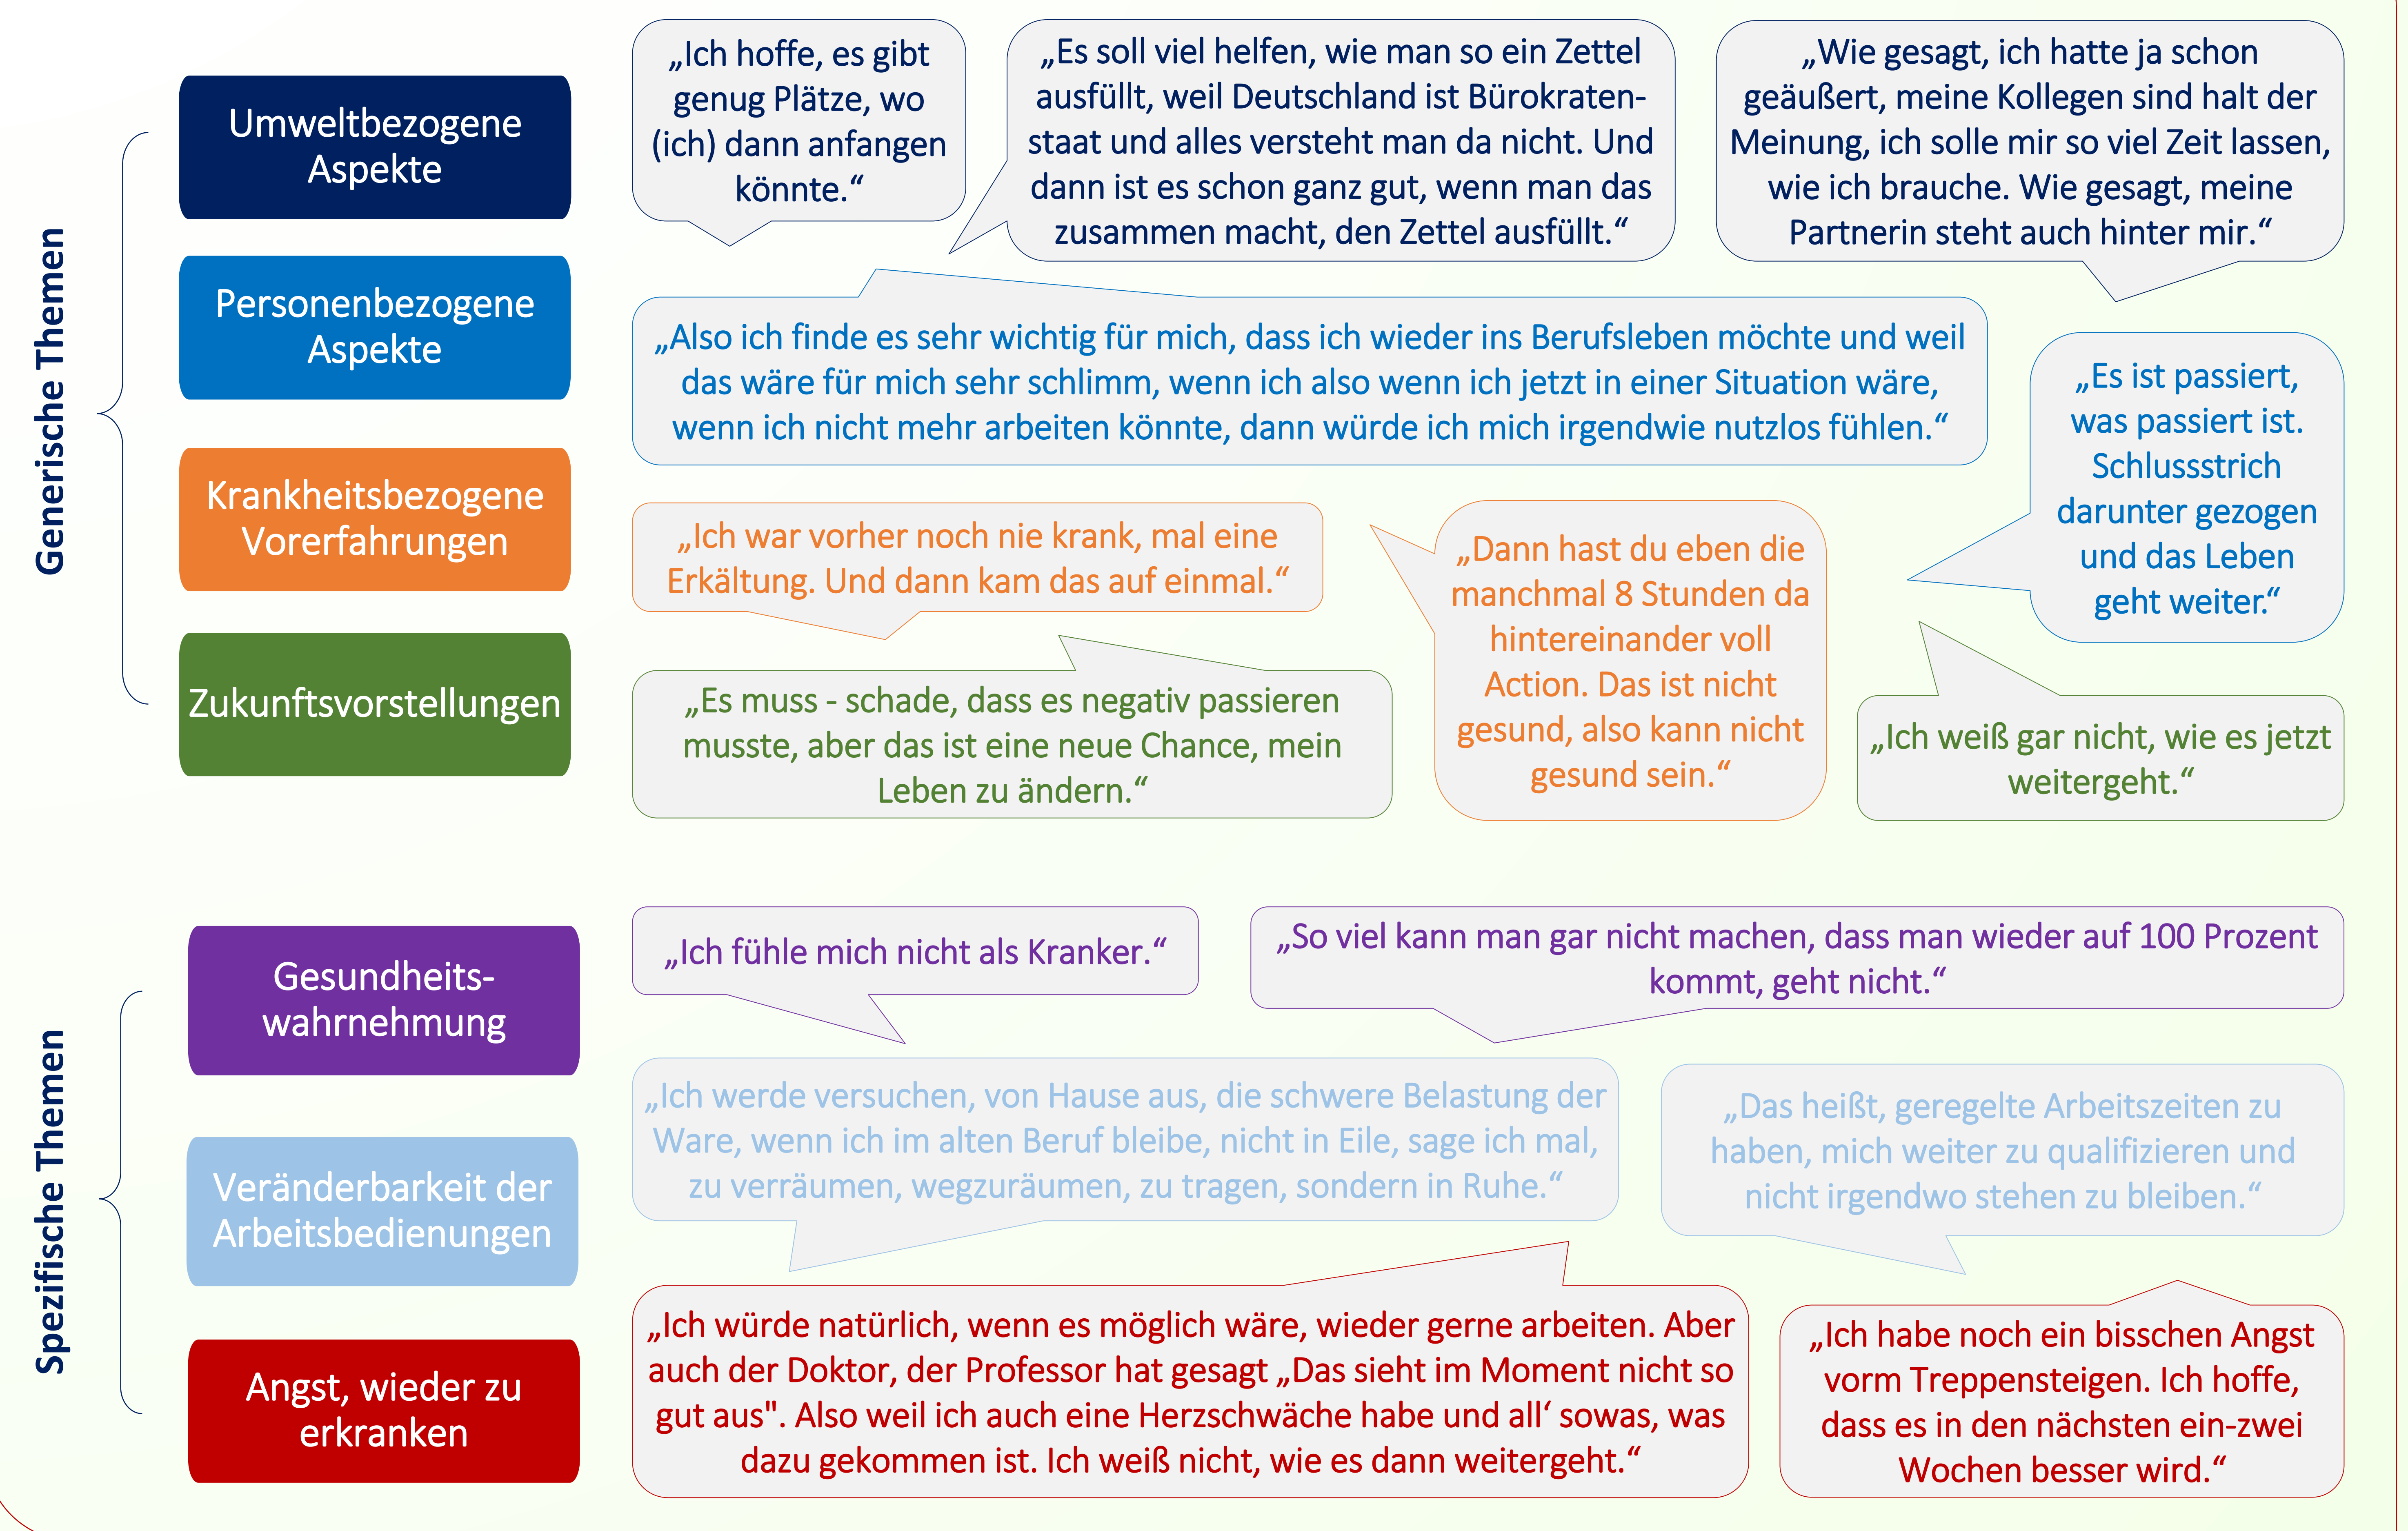 Generische Themen
Umweltbezogene
Aspekte
„Ich hoffe, es gibt
genug Plätze, wo
(ich) dann anfangen
könnte.“
„Es soll viel helfen, wie man so ein Zettel
ausfüllt, weil Deutschland ist Bürokraten-
staat und alles versteht man da nicht. Und
dann ist es schon ganz gut, wenn man das
zusammen macht, den Zettel ausfüllt.“
„Wie gesagt, ich hatte ja schon
geäußert, meine Kollegen sind halt der
Meinung, ich solle mir so viel Zeit lassen,
wie ich brauche. Wie gesagt, meine
Partnerin steht auch hinter mir.“
Personenbezogene
Aspekte
„Also ich finde es sehr wichtig für mich, dass ich wieder ins Berufsleben möchte und weil
das wäre für mich sehr schlimm, wenn ich also wenn ich jetzt in einer Situation wäre,
wenn ich nicht mehr arbeiten könnte, dann würde ich mich irgendwie nutzlos fühlen.“
„Es ist passiert,
was passiert ist.
Schlussstrich
darunter gezogen
und das Leben
geht weiter.“
Krankheitsbezogene
Vorerfahrungen
„Ich war vorher noch nie krank, mal eine
Erkältung. Und dann kam das auf einmal.“
„Dann hast du eben die
manchmal 8 Stunden da
hintereinander voll
Action. Das ist nicht
gesund, also kann nicht
gesund sein.“
Zukunftsvorstellungen
„Es muss - schade, dass es negativ passieren
musste, aber das ist eine neue Chance, mein
Leben zu ändern.“
„Ich weiß gar nicht, wie es jetzt
weitergeht.“
Spezifische Themen
Gesundheits-
wahrnehmung
„Ich fühle mich nicht als Kranker.“
„So viel kann man gar nicht machen, dass man wieder auf 100 Prozent
kommt, geht nicht.“
Veränderbarkeit der
Arbeitsbedienungen
„Ich werde versuchen, von Hause aus, die schwere Belastung der
Ware, wenn ich im alten Beruf bleibe, nicht in Eile, sage ich mal,
zu verräumen, wegzuräumen, zu tragen, sondern in Ruhe.“
„Das heißt, geregelte Arbeitszeiten zu
haben, mich weiter zu qualifizieren und
nicht irgendwo stehen zu bleiben.“
Angst, wieder zu
erkranken
„Ich würde natürlich, wenn es möglich wäre, wieder gerne arbeiten. Aber
auch der Doktor, der Professor hat gesagt „Das sieht im Moment nicht so
gut aus". Also weil ich auch eine Herzschwäche habe und all‘ sowas, was
dazu gekommen ist. Ich weiß nicht, wie es dann weitergeht.“
„Ich habe noch ein bisschen Angst
vorm Treppensteigen. Ich hoffe,
dass es in den nächsten ein-zwei
Wochen besser wird.“